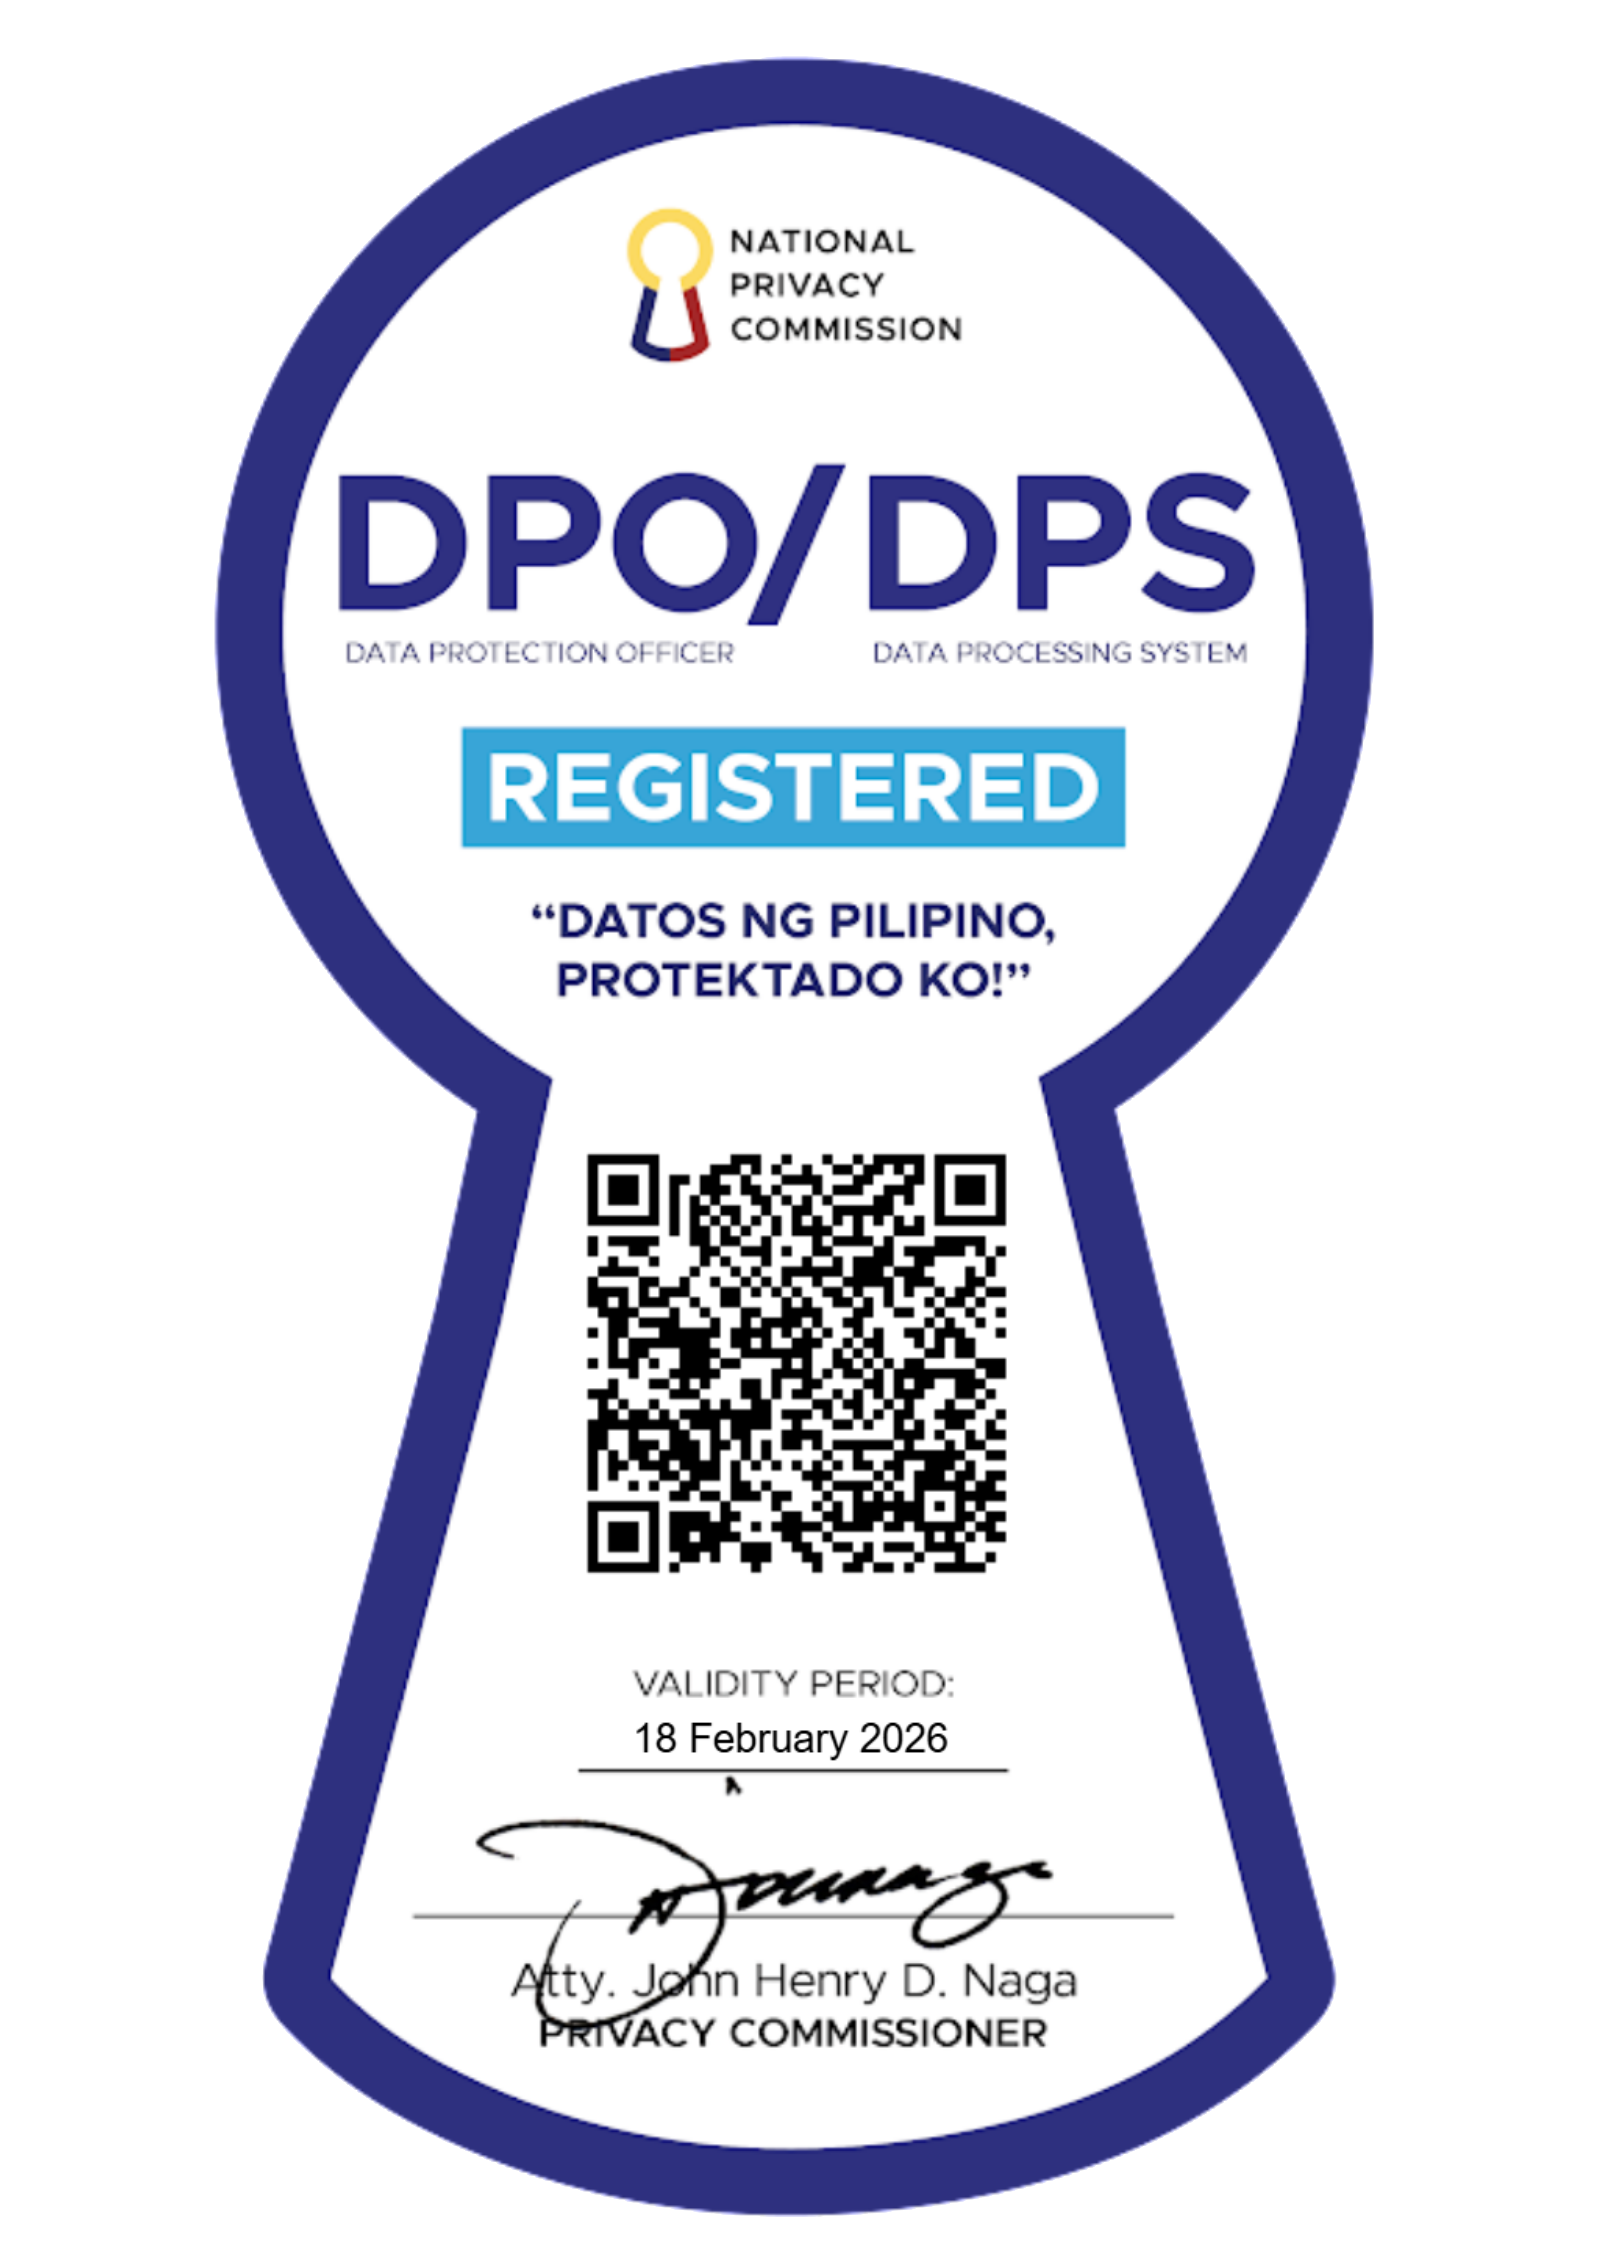 NATIONAL
PRIVACY
COMMISSION
DPO/DPS
DATA PROTECTION OFFICER DATA PROCESSING SYSTEM
REGISTERED
“DATOS NG PILIPINO,
PROTEKTADO KO!”
VALIDITY PERIOD:
18 February 2026
Atty. John Henry D. Naga
PRIVACY COMMISSIONER